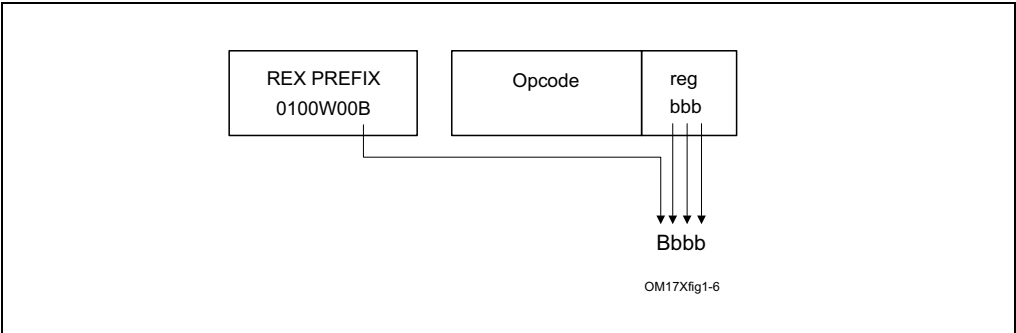 REX PREFIX
0100W00B
Opcode
reg
bbb
Bbbb
OM17Xfig1-6